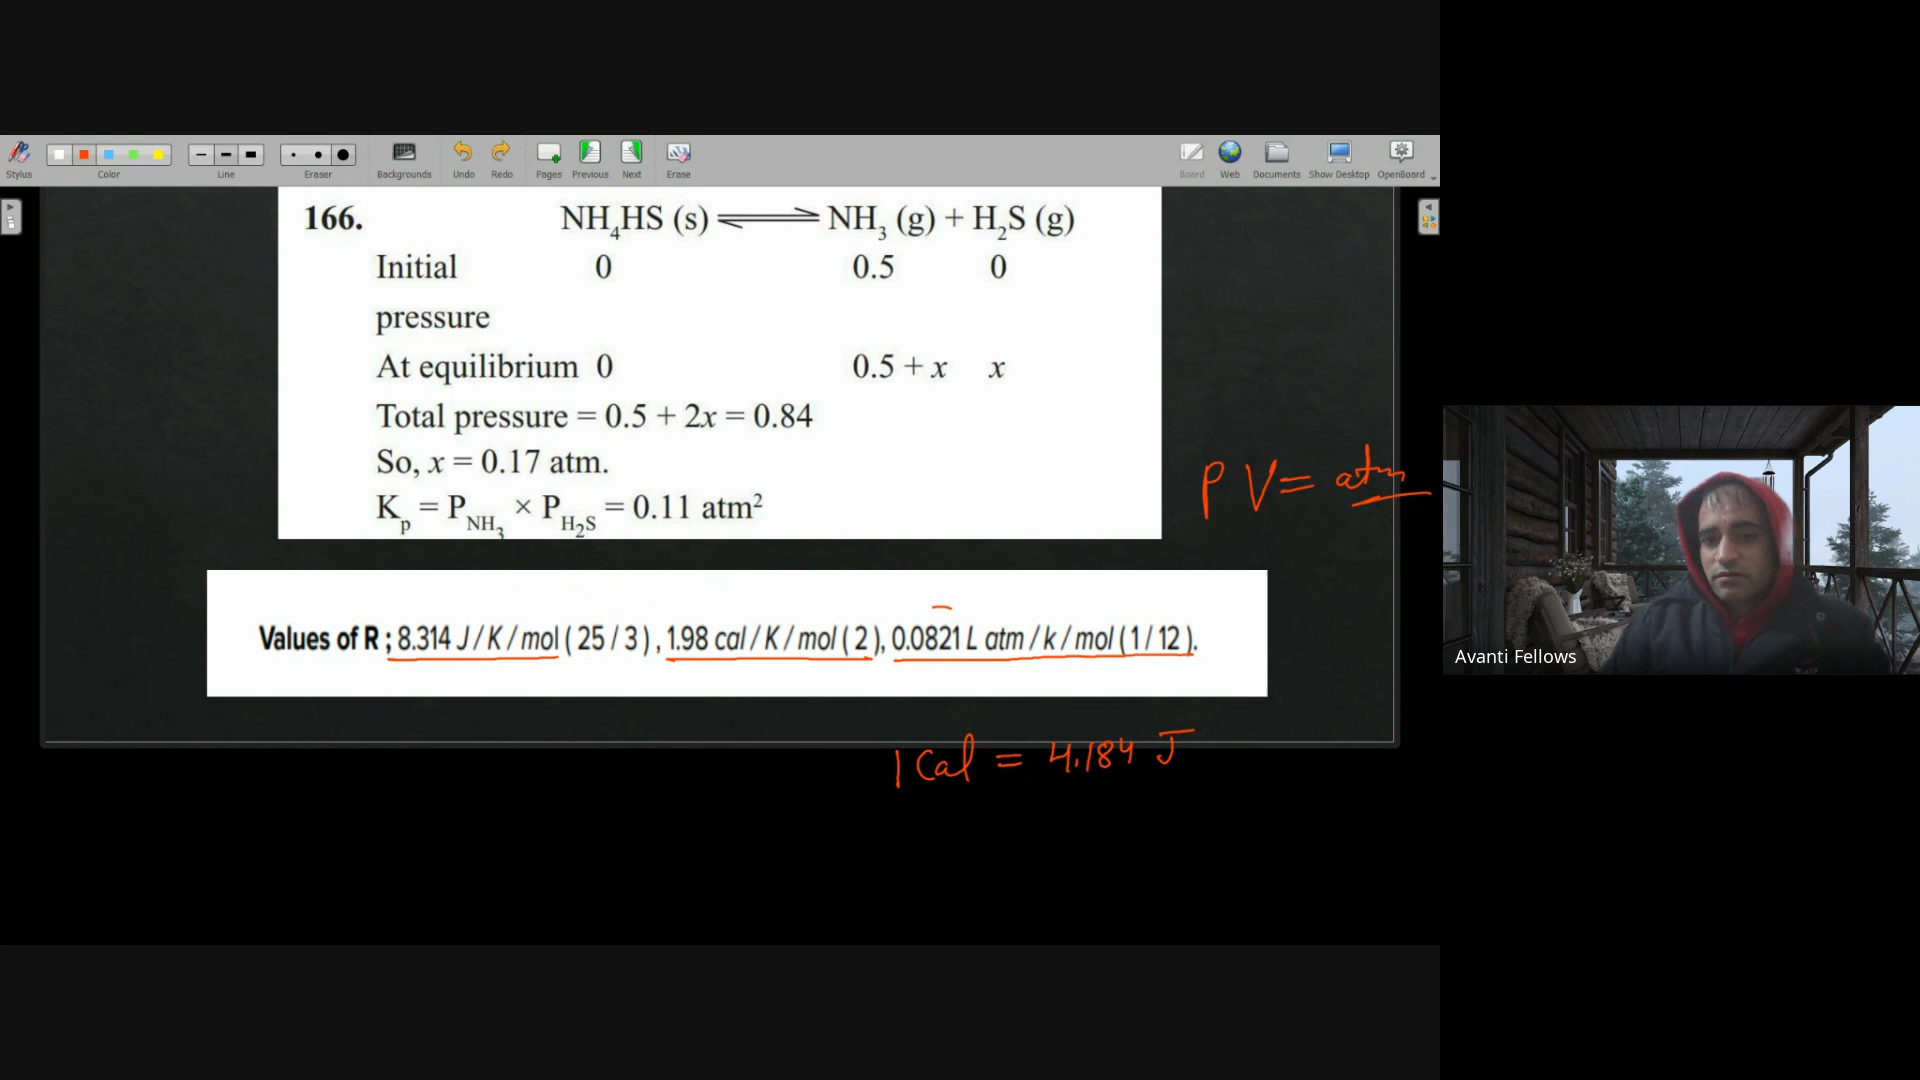 Stylus Color Line Eraser Backgrounds Undo Redo Pages Previous Next Erase Board Web Documents Show Desktop OpenBoard
166. NH₄HS (s) ⇌ NH₃ (g) + H₂S (g)
Initial 0 0.5 0
pressure
At equilibrium 0 0.5 + x x
Total pressure = 0.5 + 2x = 0.84
So, x = 0.17 atm.
K_p = P_NH₃ × P_H₂S = 0.11 atm²
P V = atm
Values of R ; 8.314 J / K / mol ( 25 / 3 ) , 1.98 cal / K / mol ( 2 ), 0.0821 L atm / k / mol ( 1 / 12 ).
1 Cal = 4.184 J
Avanti Fellows